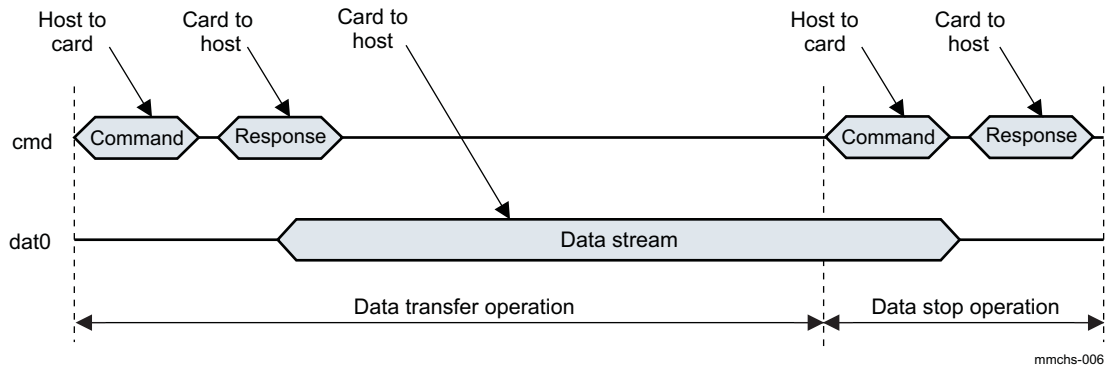 Host to
card
Card to
host
Card to
host
Host to
card
Card to
host
cmd
Command
Response
Command
Response
dat0
Data stream
Data transfer operation
Data stop operation
mmchs-006